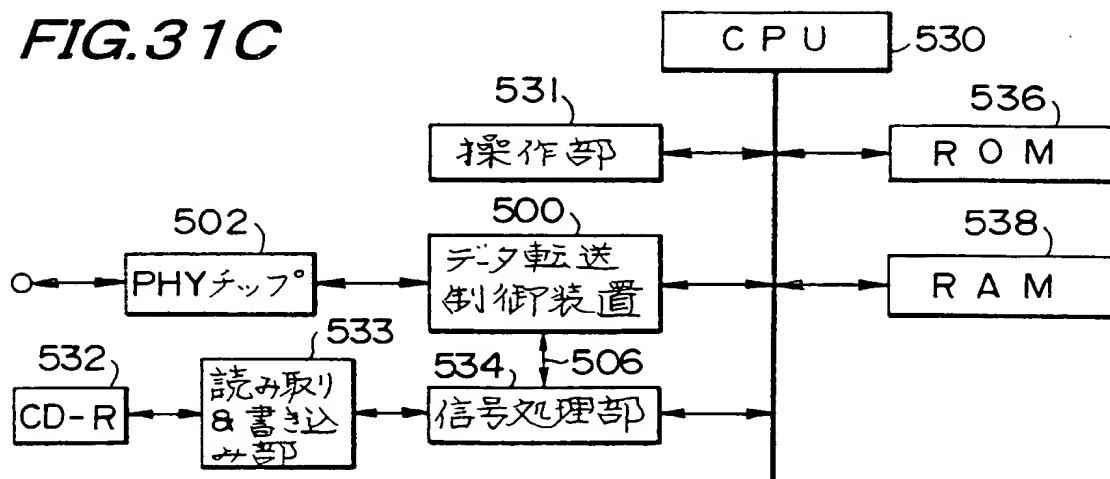 FIG.31C
CPU
530
531
操作部
536
ROM
502
PHYチップ
500
データ転送
制御装置
538
RAM
532
CD-R
533
読み取り
&書き込
み部
534
信号処理部
506